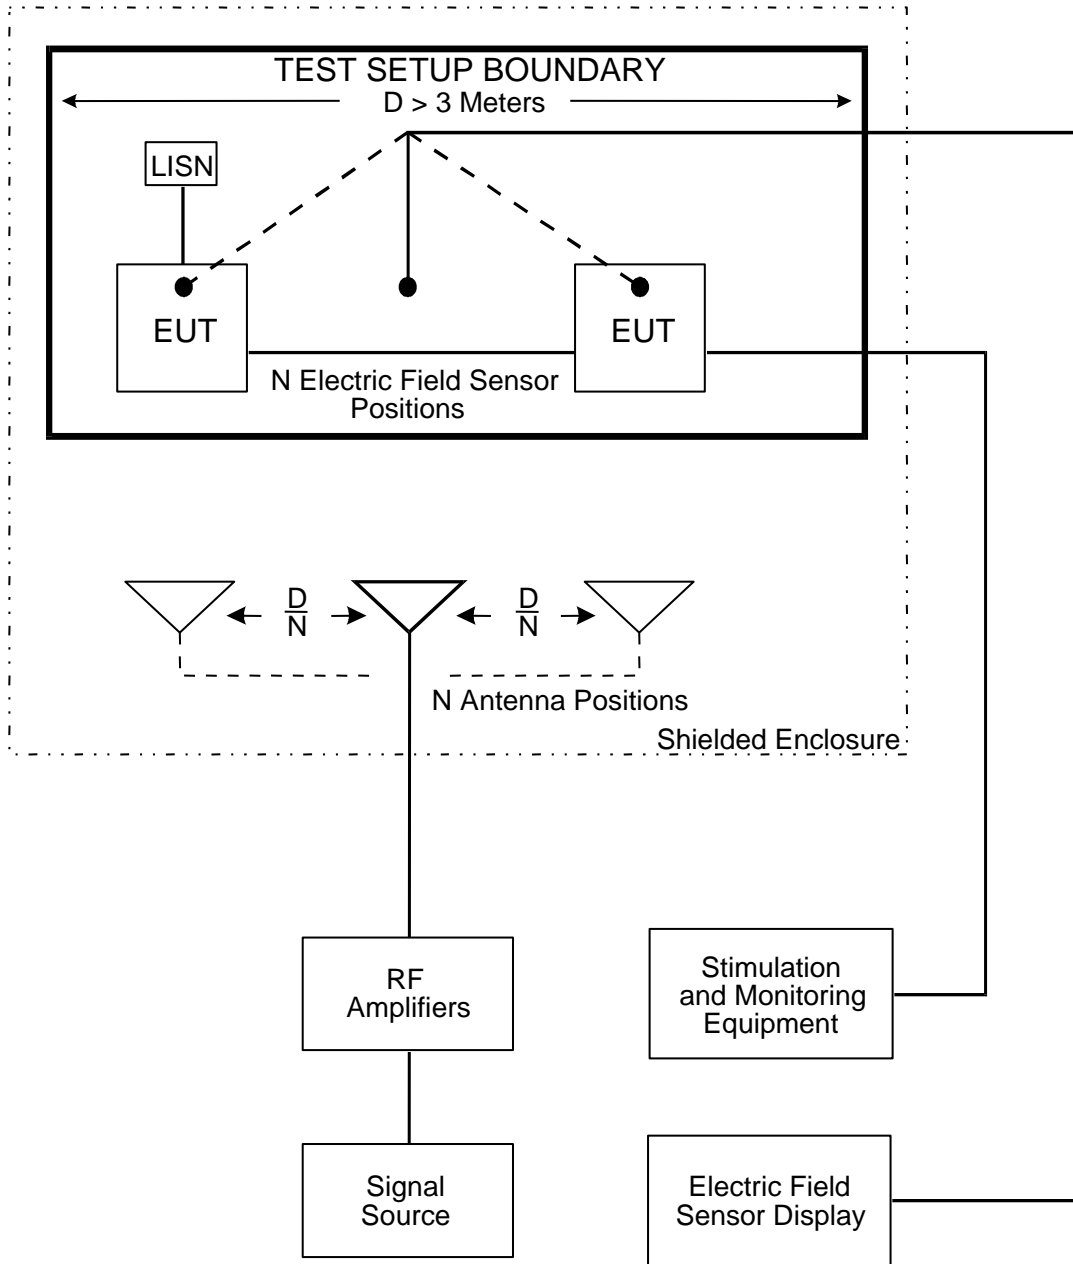 TEST SETUP BOUNDARY
D > 3 Meters
LISN
EUT
EUT
N Electric Field Sensor
Positions
D
N
D
N
N Antenna Positions
Shielded Enclosure
RF
Amplifiers
Stimulation
and Monitoring
Equipment
Signal
Source
Electric Field
Sensor Display